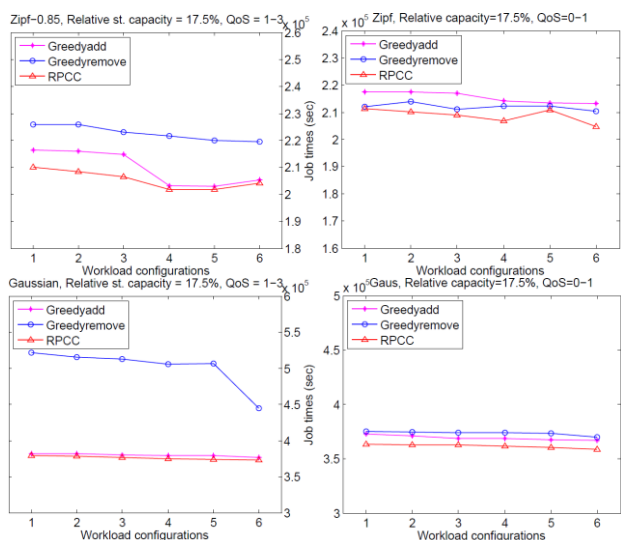 Zipf-0.85, Relative st. capacity = 17.5%, QoS = 1-3
x 10^5
Greedyadd
Greedyremove
RPCC
2.6
2.5
2.4
2.3
2.2
2.1
2
1.9
1.8
1 2 3 4 5 6
Workload configurations
Zipf, Relative capacity=17.5%, QoS=0-1
x 10^5
Job times (sec)
Greedyadd
Greedyremove
RPCC
2.4
2.3
2.2
2.1
2
1.9
1.8
1.7
1.6
1 2 3 4 5 6
Workload configurations
Gaussian, Relative st. capacity = 17.5%, QoS = 1-3
x 10^5
Greedyadd
Greedyremove
RPCC
6
5.5
5
4.5
4
3.5
3
1 2 3 4 5 6
Workload configurations
Gaus, Relative capacity=17.5%, QoS=0-1
x 10^5
Job times (sec)
Greedyadd
Greedyremove
RPCC
5
4.5
4
3.5
3
1 2 3 4 5 6
Workload configurations